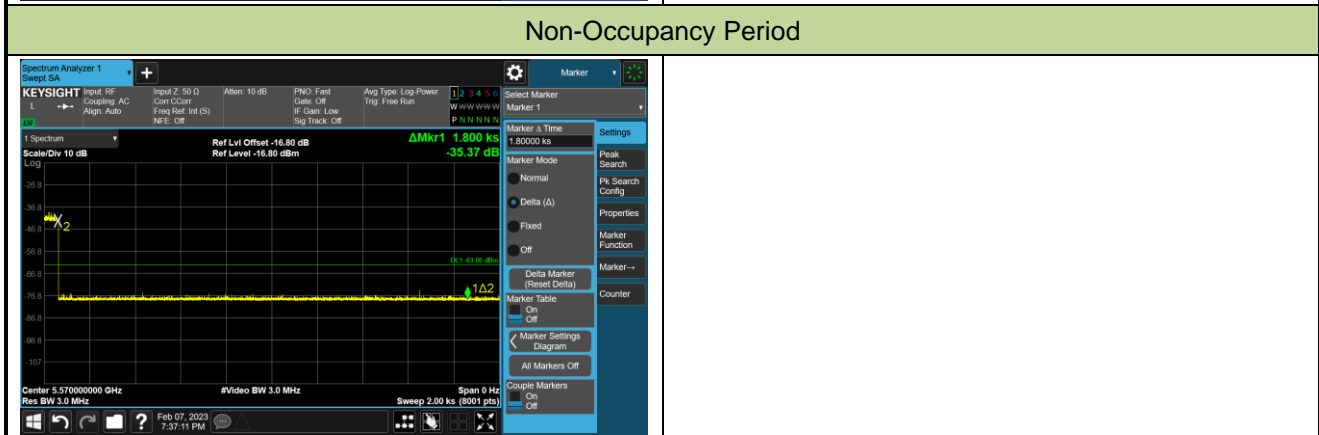 Non-Occupancy Period
Spectrum Analyzer 1
Swept SA
+
Marker
KEYSIGHT
L
Input: RF
Coupling: AC
Align: Auto
Input Z: 50 Ω
Corr CCorr
Freq Ref: Int (S)
NFE: Off
Atten: 10 dB
PNO: Fast
Gate: Off
IF Gain: Low
Sig Track: Off
Avg Type: Log-Power
Trig: Free Run
1 2 3 4 5 6
W W W W W W
P N N N N N
Select Marker
Marker 1
1 Spectrum
Scale/Div 10 dB
Log
Ref Lvl Offset -16.80 dB
Ref Level -16.80 dBm
ΔMkr1 1.800 ks
-35.37 dB
-26.8
-36.8
-46.8
-56.8
-66.8
-76.8
-86.8
-96.8
-107
X2
DL1 -63.00 dBm
1Δ2
Center 5.570000000 GHz
Res BW 3.0 MHz
#Video BW 3.0 MHz
Span 0 Hz
Sweep 2.00 ks (8001 pts)
Marker Δ Time
1.80000 ks
Marker Mode
Normal
Delta (Δ)
Fixed
Off
Delta Marker
(Reset Delta)
Marker Table
On
Off
Marker Settings
Diagram
All Markers Off
Couple Markers
On
Off
Settings
Peak
Search
Pk Search
Config
Properties
Marker
Function
Marker→
Counter
?
Feb 07, 2023
7:37:11 PM